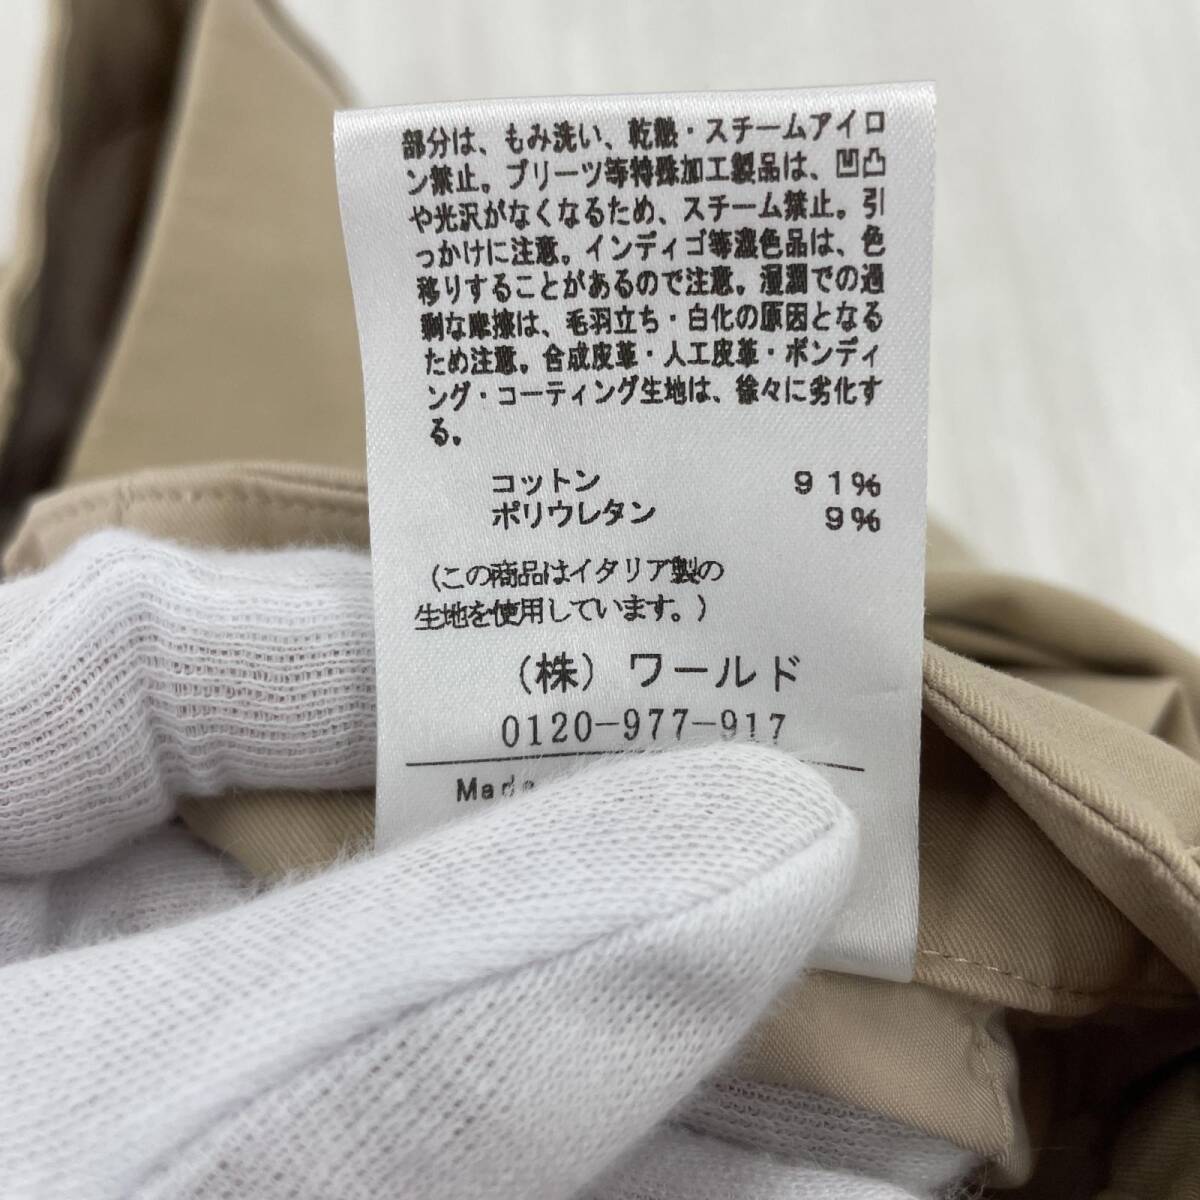 部分は、もみ洗い、乾熱・スチームアイロ
ン禁止。プリーツ等特殊加工製品は、凹凸
や光沢がなくなるため、スチーム禁止。引
っかけに注意。インディゴ等濃色品は、色
移りすることがあるので注意。湿潤での過
剰な摩擦は、毛羽立ち・白化の原因となる
ため注意。合成皮革・人工皮革・ボンディ
ング・コーティング生地は、徐々に劣化す
る。
コットン 91%
ポリウレタン 9%
(この商品はイタリア製の
生地を使用しています。)
(株) ワールド
0120-977-917
Made